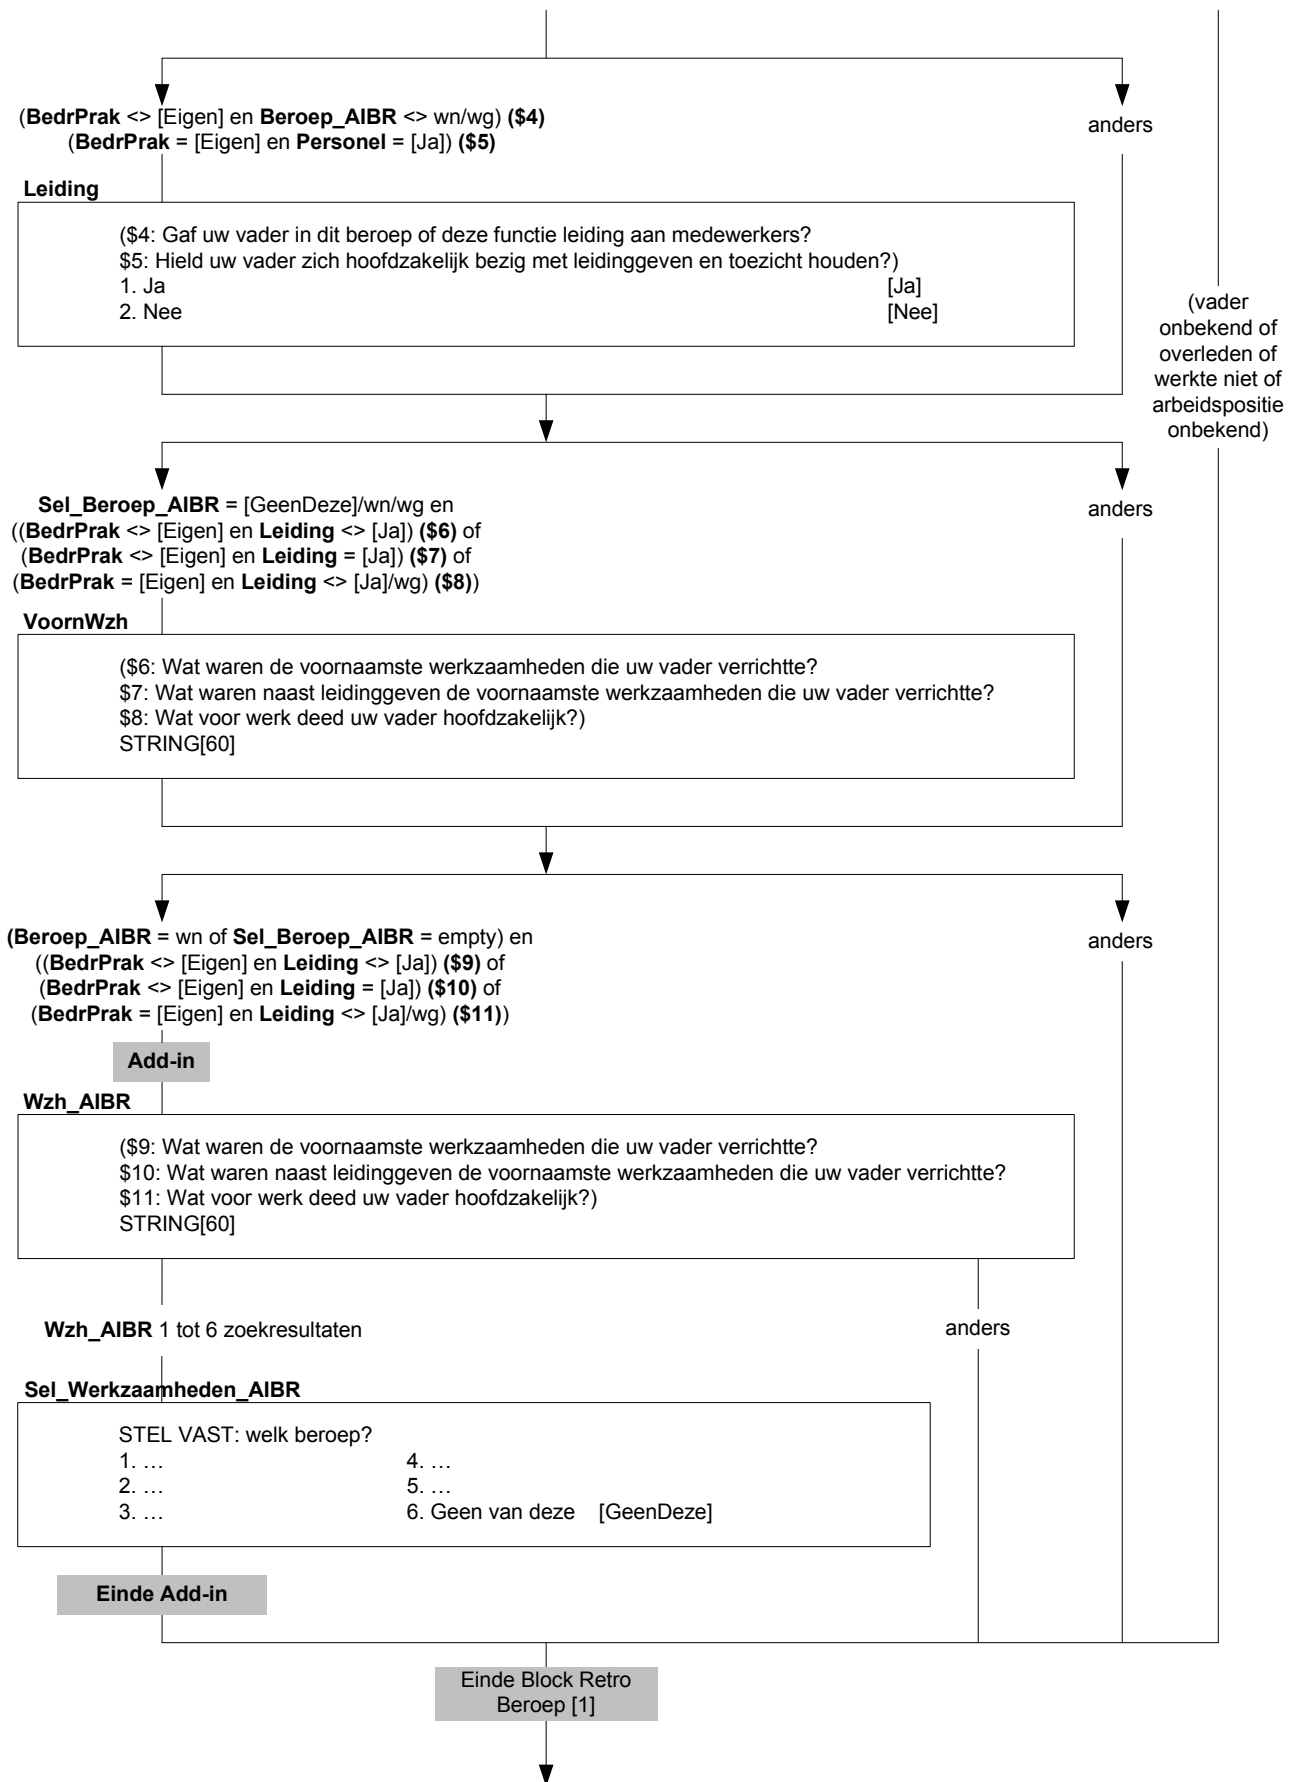 (BedrPrak <> [Eigen] en Beroep_AIBR <> wn/wg) ($4)
(BedrPrak = [Eigen] en Personel = [Ja]) ($5)
anders
Leiding
($4: Gaf uw vader in dit beroep of deze functie leiding aan medewerkers?
$5: Hield uw vader zich hoofdzakelijk bezig met leidinggeven en toezicht houden?)
1. Ja [Ja]
2. Nee [Nee]
(vader
onbekend of
overleden of
werkte niet of
arbeidspositie
onbekend)
Sel_Beroep_AIBR = [GeenDeze]/wn/wg en
((BedrPrak <> [Eigen] en Leiding <> [Ja]) ($6) of
(BedrPrak <> [Eigen] en Leiding = [Ja]) ($7) of
(BedrPrak = [Eigen] en Leiding <> [Ja]/wg) ($8))
anders
VoornWzh
($6: Wat waren de voornaamste werkzaamheden die uw vader verrichtte?
$7: Wat waren naast leidinggeven de voornaamste werkzaamheden die uw vader verrichtte?
$8: Wat voor werk deed uw vader hoofdzakelijk?)
STRING[60]
(Beroep_AIBR = wn of Sel_Beroep_AIBR = empty) en
((BedrPrak <> [Eigen] en Leiding <> [Ja]) ($9) of
(BedrPrak <> [Eigen] en Leiding = [Ja]) ($10) of
(BedrPrak = [Eigen] en Leiding <> [Ja]/wg) ($11))
anders
Add-in
Wzh_AIBR
($9: Wat waren de voornaamste werkzaamheden die uw vader verrichtte?
$10: Wat waren naast leidinggeven de voornaamste werkzaamheden die uw vader verrichtte?
$11: Wat voor werk deed uw vader hoofdzakelijk?)
STRING[60]
Wzh_AIBR 1 tot 6 zoekresultaten
anders
Sel_Werkzaamheden_AIBR
STEL VAST: welk beroep?
1. … 4. …
2. … 5. …
3. … 6. Geen van deze [GeenDeze]
Einde Add-in
Einde Block Retro
Beroep [1]